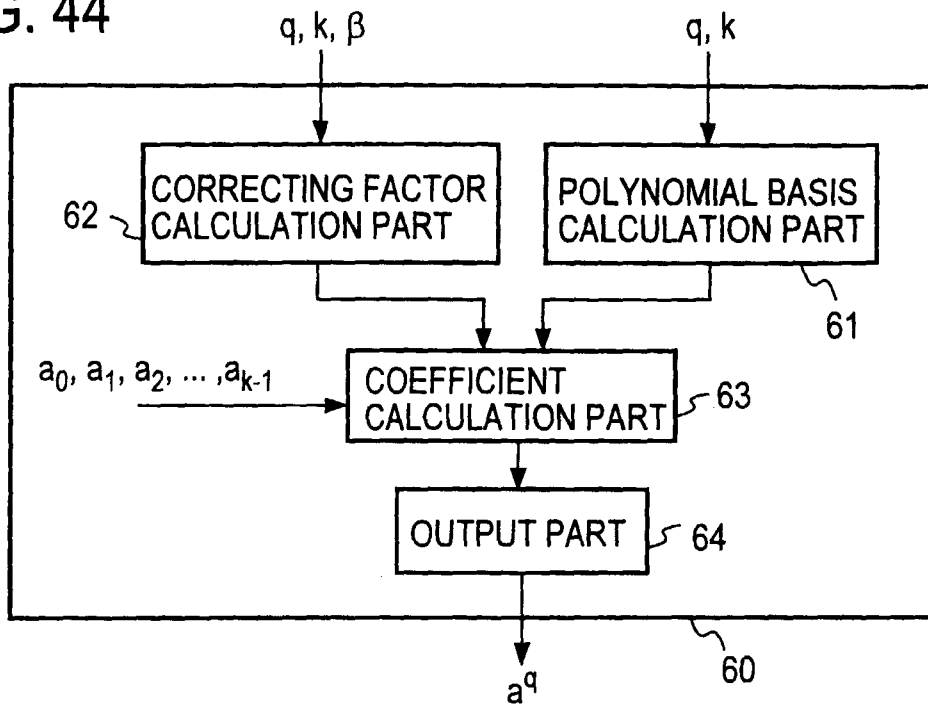 G. 44
q, k, β
q, k
CORRECTING FACTOR
CALCULATION PART
62
POLYNOMIAL BASIS
CALCULATION PART
61
a0, a1, a2, ... ,ak-1
COEFFICIENT
CALCULATION PART
63
OUTPUT PART
64
60
aq